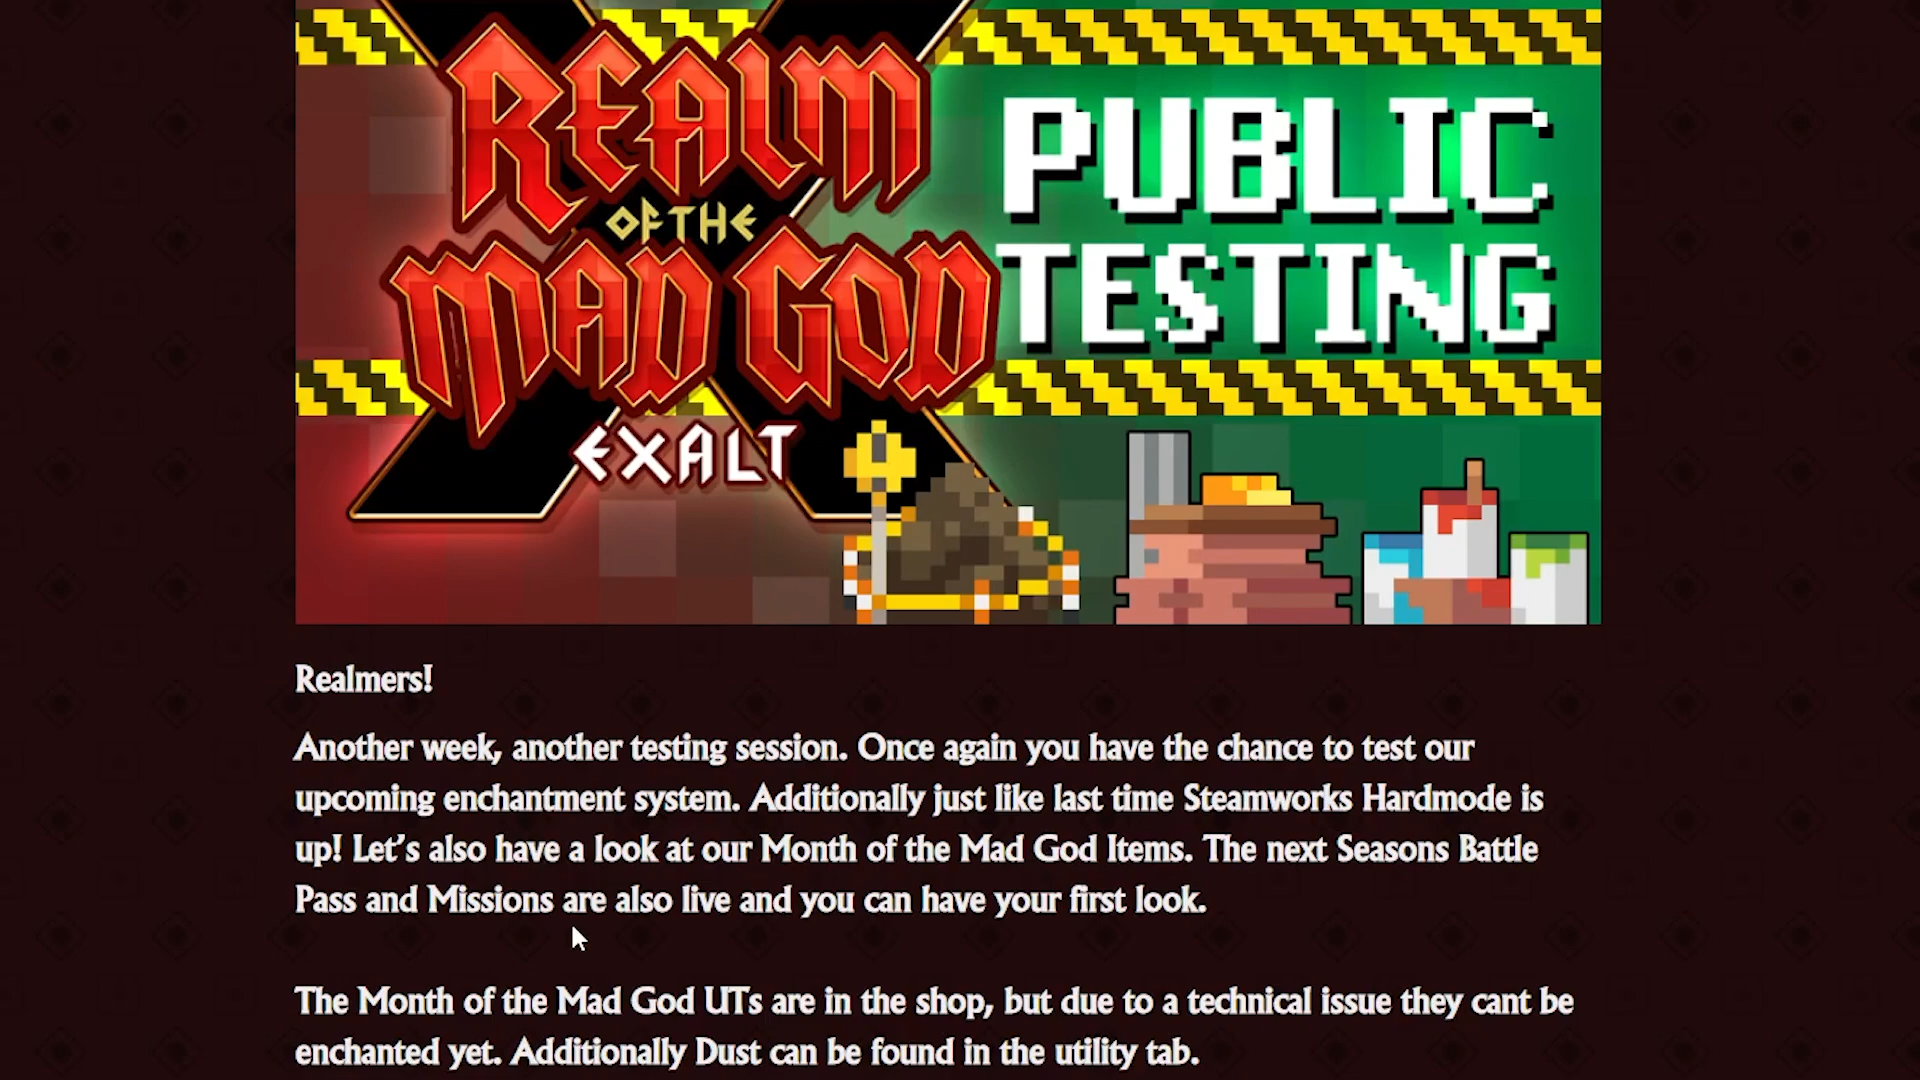 REALM
OF THE
MAD GOD
EXALT
PUBLIC
TESTING
Realmers!
Another week, another testing session. Once again you have the chance to test our
upcoming enchantment system. Additionally just like last time Steamworks Hardmode is
up! Let’s also have a look at our Month of the Mad God Items. The next Seasons Battle
Pass and Missions are also live and you can have your first look.
The Month of the Mad God UTs are in the shop, but due to a technical issue they cant be
enchanted yet. Additionally Dust can be found in the utility tab.